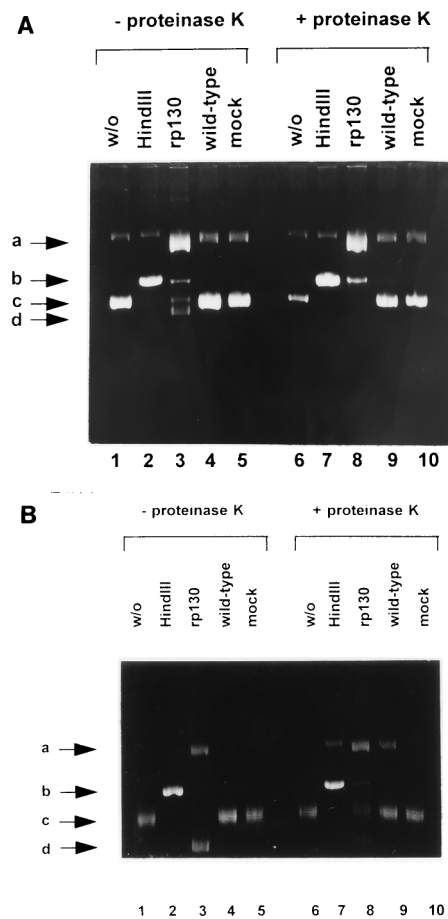 A
- proteinase K
+ proteinase K
w/o
HindIII
rp130
wild-type
mock
w/o
HindIII
rp130
wild-type
mock
a
b
c
d
1 2 3 4 5 6 7 8 9 10
B
- proteinase K
+ proteinase K
w/o
HindIII
rp130
wild-type
mock
w/o
HindIII
rp130
wild-type
mock
a
b
c
d
1 2 3 4 5 6 7 8 9 10